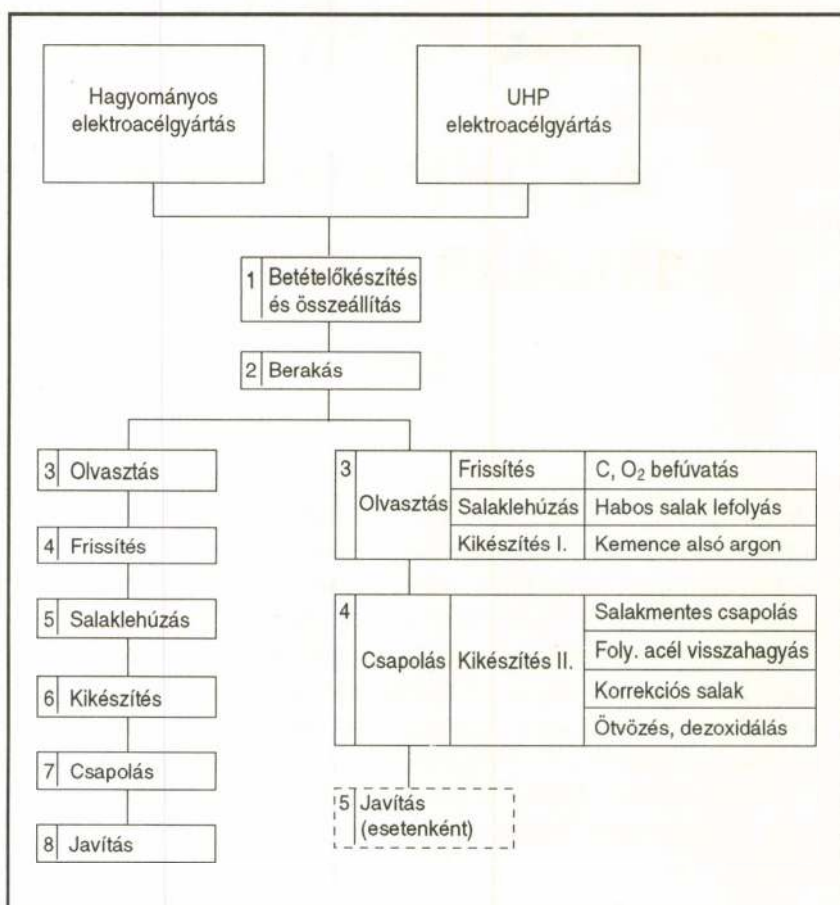 Hagyományos
elektroacélgyártás
UHP
elektroacélgyártás
1 Betételőkészítés
és összeállítás
2 Berakás
3 Olvasztás
4 Frissítés
5 Salaklehúzás
6 Kikészítés
7 Csapolás
8 Javítás
3 Olvasztás
Frissítés C, O₂ befúvatás
Salaklehúzás Habos salak lefolyás
Kikészítés I. Kemence alsó argon
4 Csapolás Kikészítés II.
Salakmentes csapolás
Foly. acél visszahagyás
Korrekciós salak
Ötvözés, dezoxidálás
5 Javítás
(esetenként)